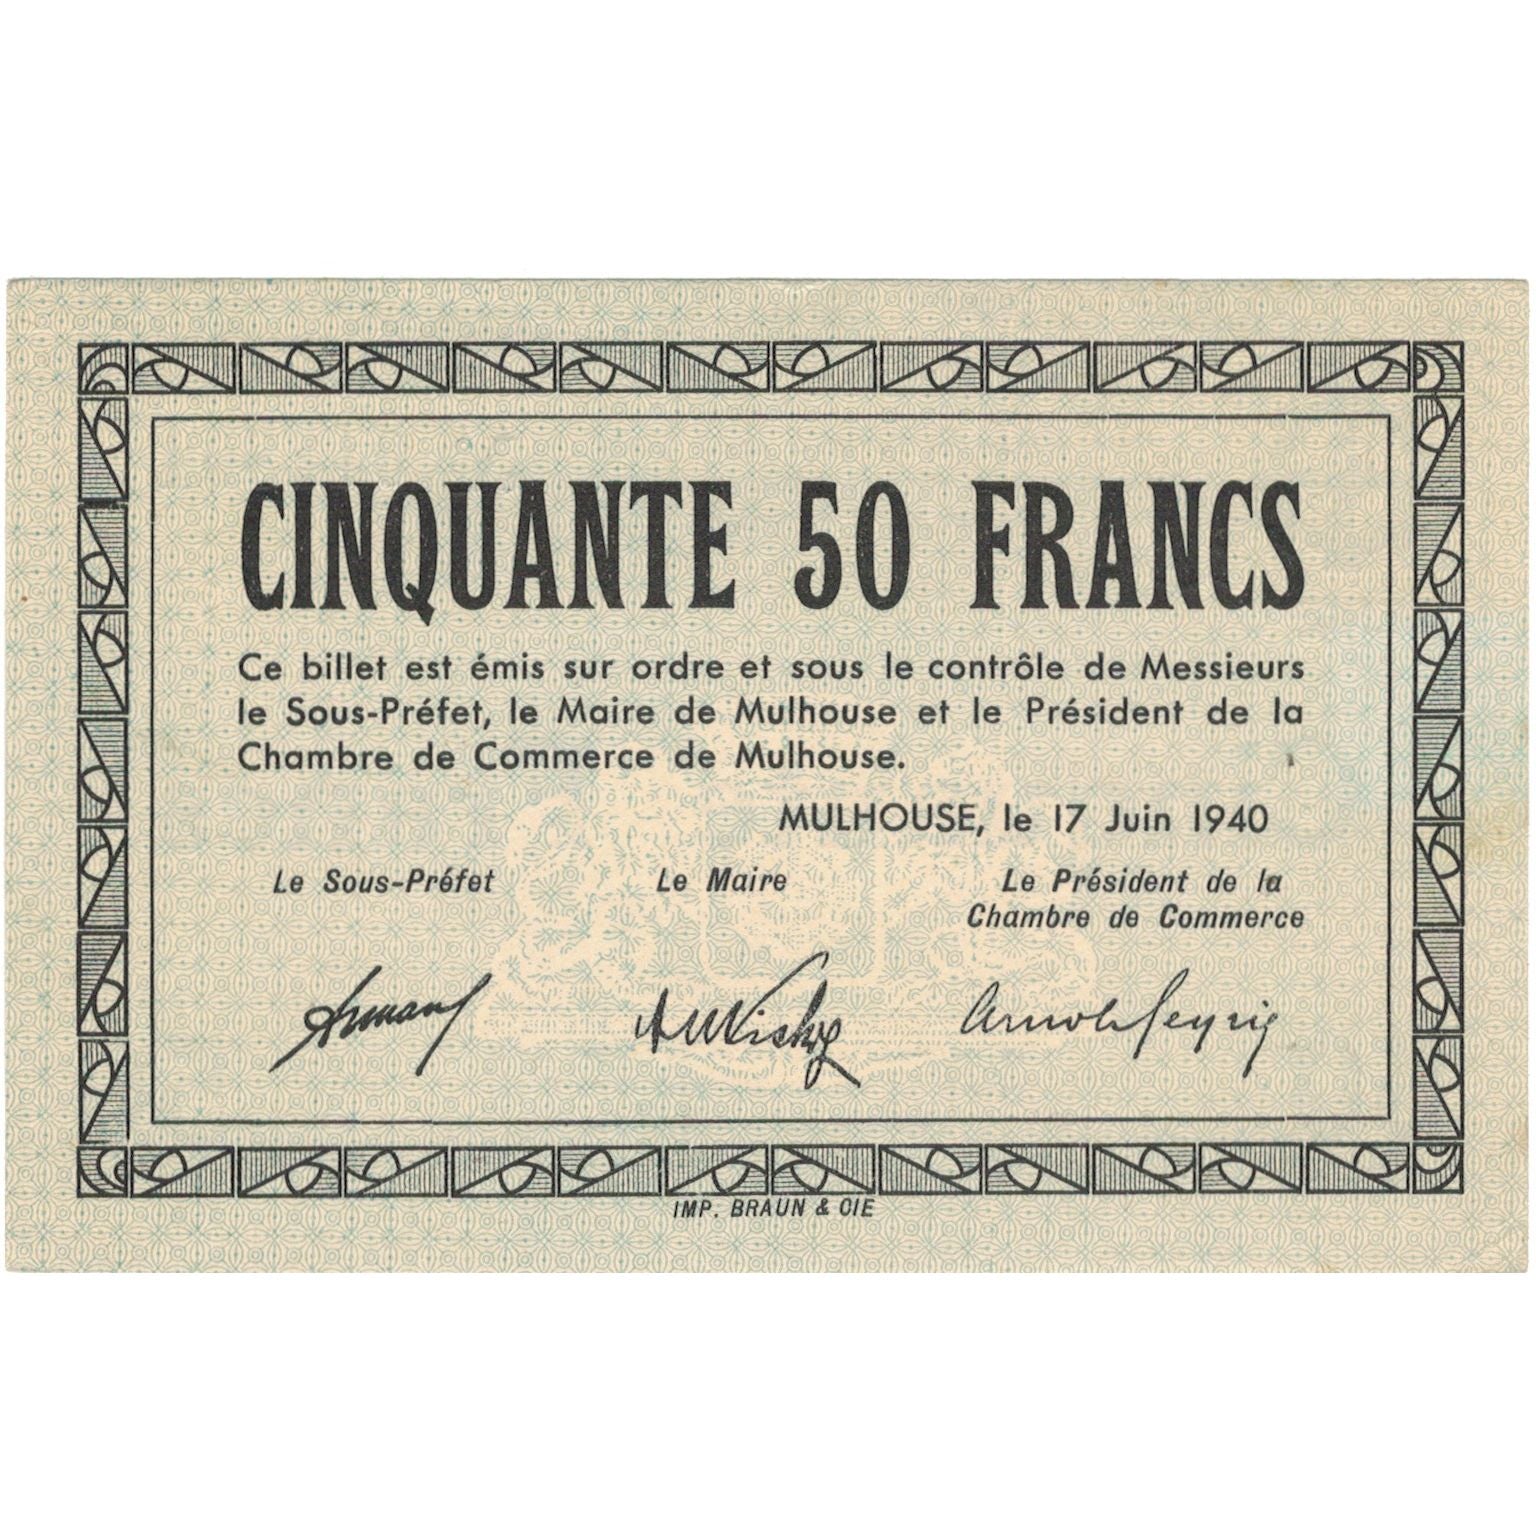 CINQUANTE 50 FRANCS
Ce billet est émis sur ordre et sous le contrôle de Messieurs
le Sous-Préfet, le Maire de Mulhouse et le Président de la
Chambre de Commerce de Mulhouse.
MULHOUSE, le 17 Juin 1940
Le Sous-Préfet Le Maire Le Président de la
Chambre de Commerce
IMP. BRAUN & CIE